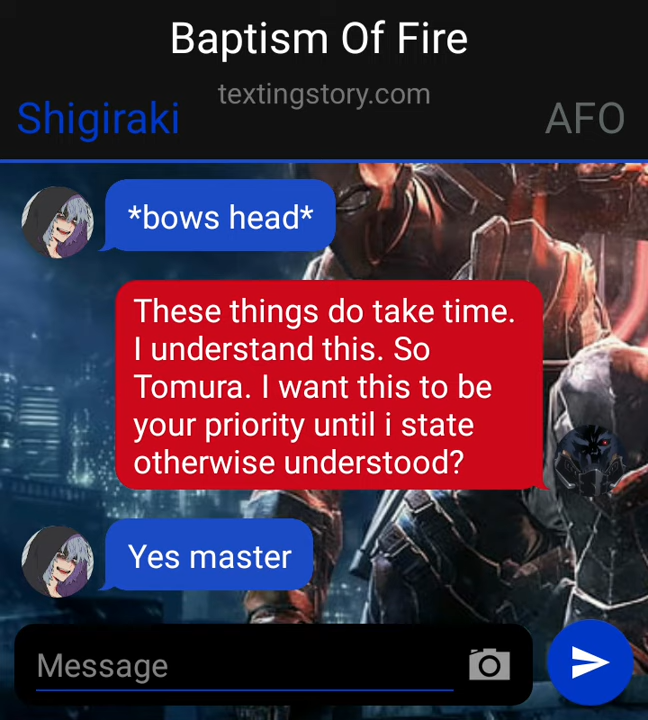 Baptism Of Fire
textingstory.com
Shigiraki
AFO
*bows head*
These things do take time.
I understand this. So
Tomura. I want this to be
your priority until i state
otherwise understood?
Yes master
Message